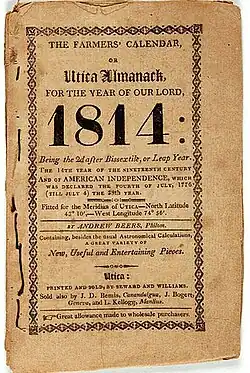 THE FARMERS' CALENDAR,
OR
Utica Almanack,
FOR THE YEAR OF OUR LORD,
1814:
Being the 2d after Bissextile, or Leap Year.
THE 14TH YEAR OF THE NINETEENTH CENTURY
AND OF AMERICAN INDEPENDENCE, WHICH
WAS DECLARED THE FOURTH OF JULY, 1776
(TILL JULY 4) THE 38TH YEAR.
Fitted for the Meridian of UTICA—North Latitude
43° 10',—West Longitude 74° 50'.
BY ANDREW BEERS, Philom.
Containing, besides the usual Astronomical Calculations,
A GREAT VARIETY OF
New, Useful and Entertaining Pieces.
Utica:
PRINTED AND SOLD, BY SEWARD AND WILLIAMS.
Sold also by J. D. Bemis, Canandaigua, J. Bogert,
Geneva, and L. Kellogg, Manlius.
☞ Great allowance made to wholesale purchasers.